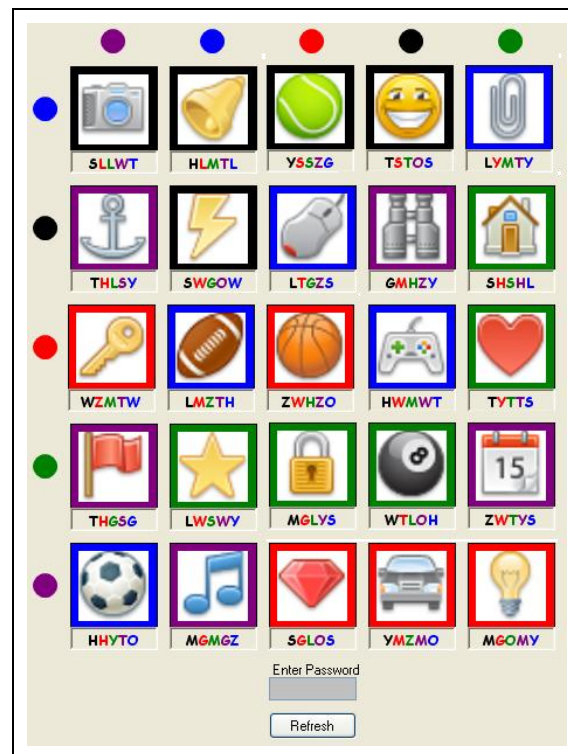 SLLWT HLMTL YSSZG TSTOS LYMTY
THLSY SWGOW LTGZS GMHZY SHSHL
WZMTW LMZTH ZWHZO HWMWT TYTTS
15
THGSG LWSWY MGLYS WTLOH ZWTYS
HHYTO MGMGZ SGLOS YMZMO MGOMY
Enter Password
Refresh